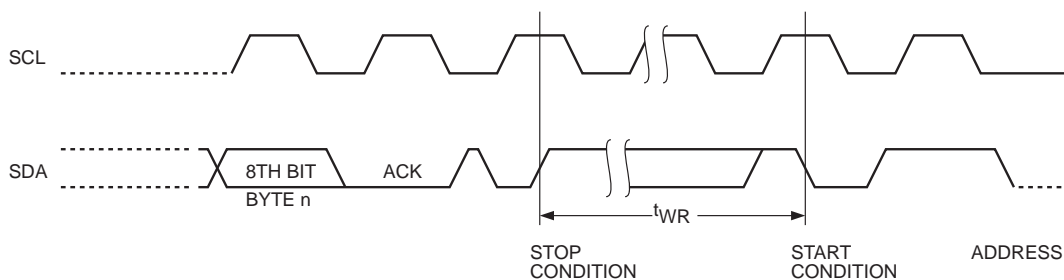 SCL
SDA
8TH BIT
BYTE n
ACK
tWR
STOP
CONDITION
START
CONDITION
ADDRESS